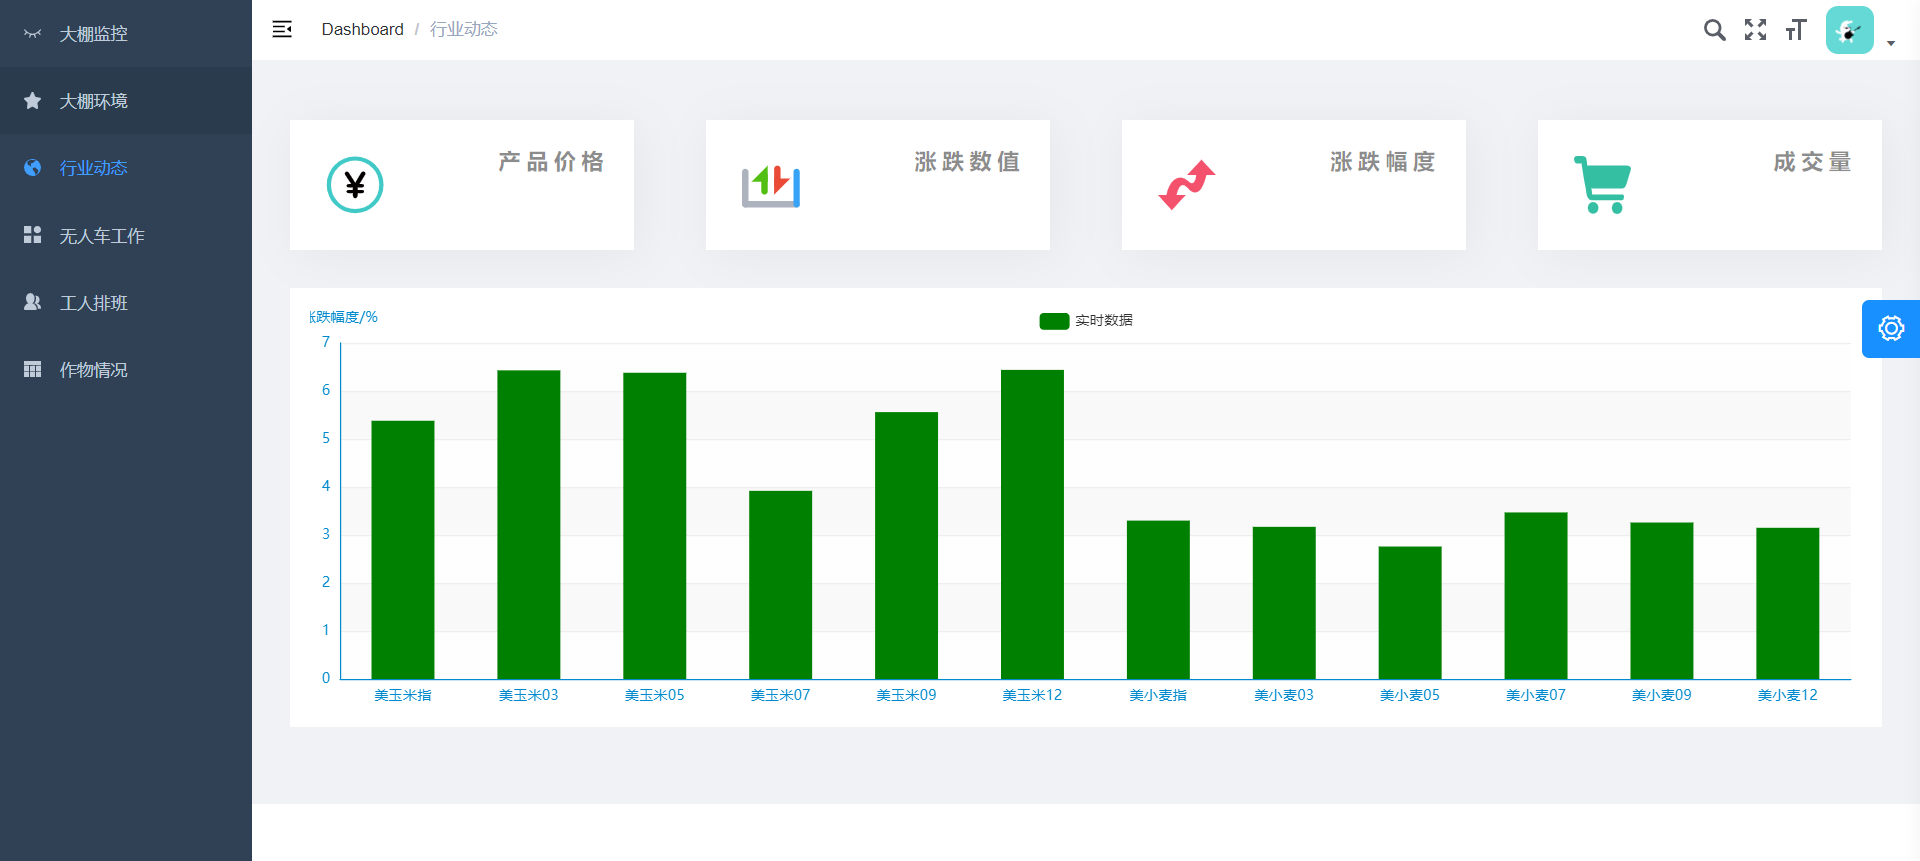 大棚监控
大棚环境
行业动态
无人车工作
工人排班
作物情况
Dashboard / 行业动态
产品价格
涨跌数值
涨跌幅度
成交量
涨跌幅度/%
实时数据
7
6
5
4
3
2
1
0
美玉米指 美玉米03 美玉米05 美玉米07 美玉米09 美玉米12 美小麦指 美小麦03 美小麦05 美小麦07 美小麦09 美小麦12